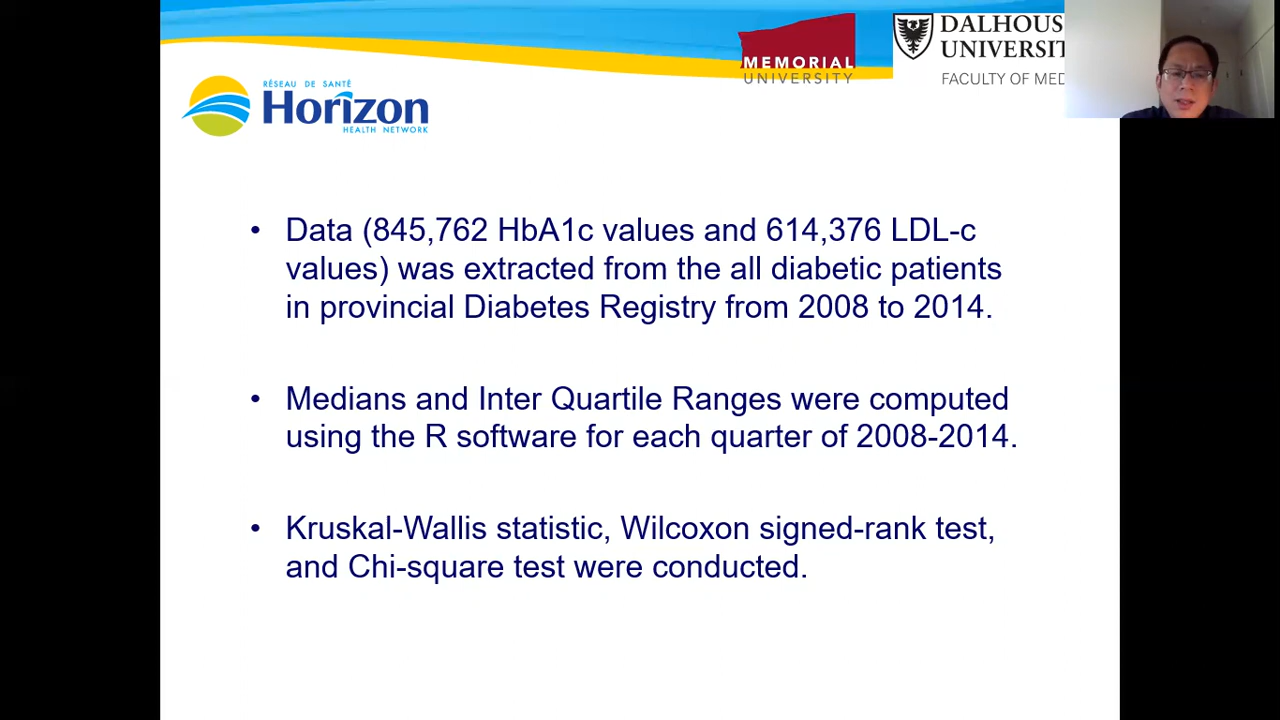 MEMORIAL
UNIVERSITY
DALHOUS
UNIVERSIT
FACULTY OF MED
RÉSEAU DE SANTÉ
Horizon
HEALTH NETWORK
• Data (845,762 HbA1c values and 614,376 LDL-c
values) was extracted from the all diabetic patients
in provincial Diabetes Registry from 2008 to 2014.
• Medians and Inter Quartile Ranges were computed
using the R software for each quarter of 2008-2014.
• Kruskal-Wallis statistic, Wilcoxon signed-rank test,
and Chi-square test were conducted.